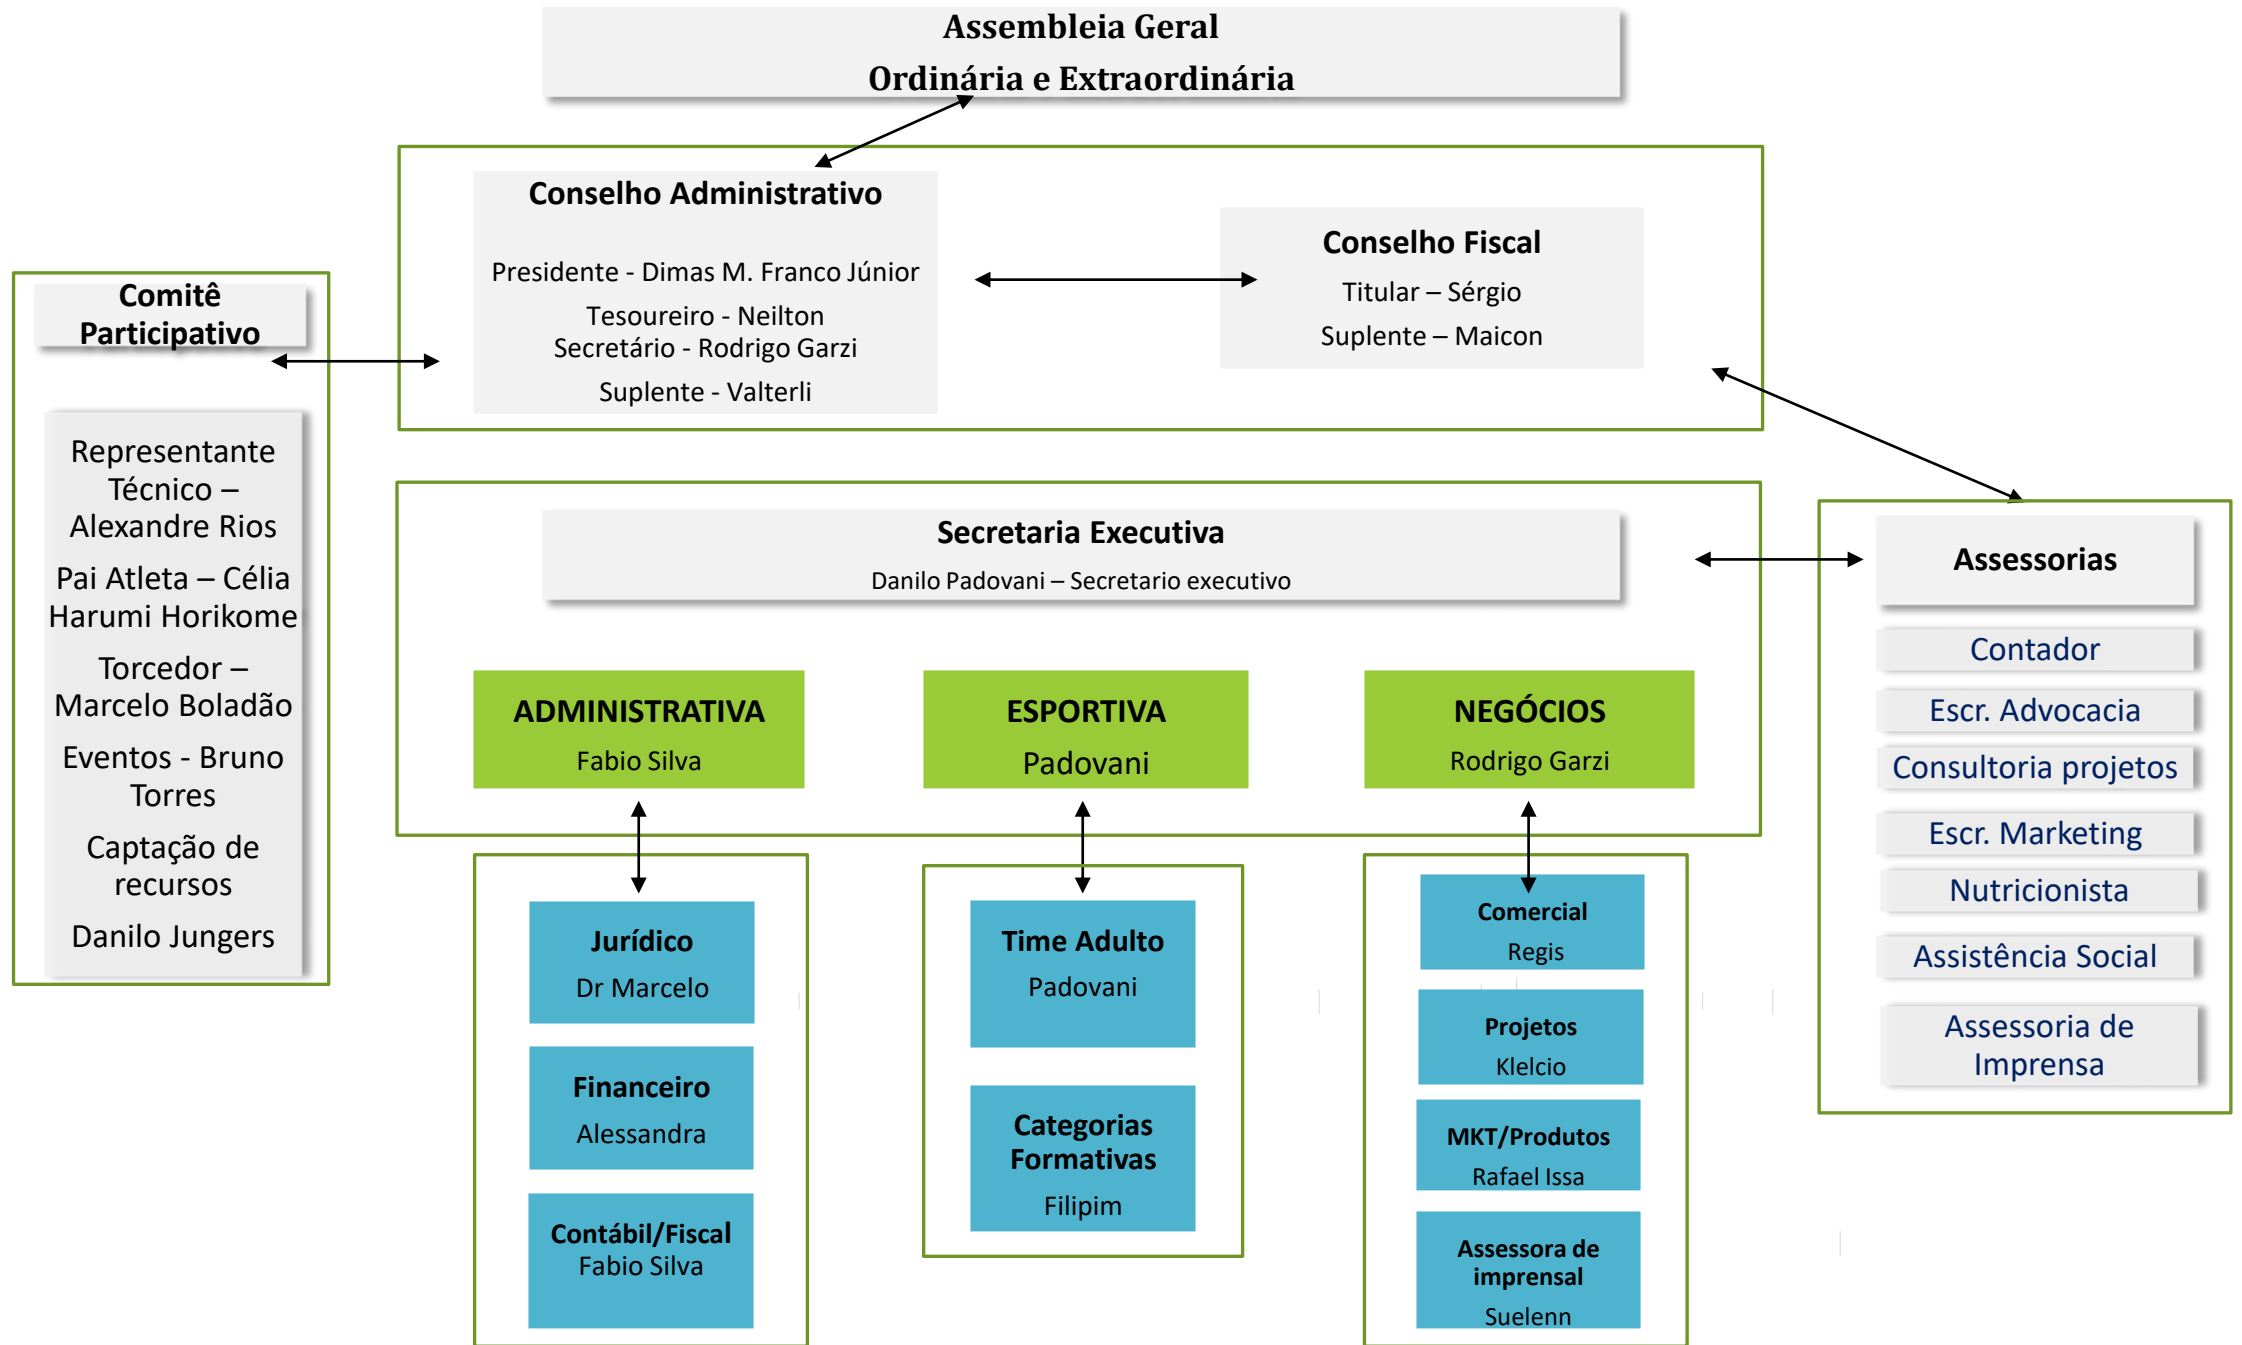 Assembleia Geral
Ordinária e Extraordinária
Conselho Administrativo
Presidente - Dimas M. Franco Júnior
Tesoureiro - Neilton
Secretário - Rodrigo Garzi
Suplente - Valterli
Conselho Fiscal
Titular – Sérgio
Suplente – Maicon
Comitê
Participativo
Representante
Técnico –
Alexandre Rios
Pai Atleta – Célia
Harumi Horikome
Torcedor –
Marcelo Boladão
Eventos - Bruno
Torres
Captação de
recursos
Danilo Jungers
Secretaria Executiva
Danilo Padovani – Secretario executivo
ADMINISTRATIVA
Fabio Silva
ESPORTIVA
Padovani
NEGÓCIOS
Rodrigo Garzi
Jurídico
Dr Marcelo
Financeiro
Alessandra
Contábil/Fiscal
Fabio Silva
Time Adulto
Padovani
Categorias
Formativas
Filipim
Comercial
Regis
Projetos
Klelcio
MKT/Produtos
Rafael Issa
Assessora de
imprensal
Suelenn
Assessorias
Contador
Escr. Advocacia
Consultoria projetos
Escr. Marketing
Nutricionista
Assistência Social
Assessoria de
Imprensa